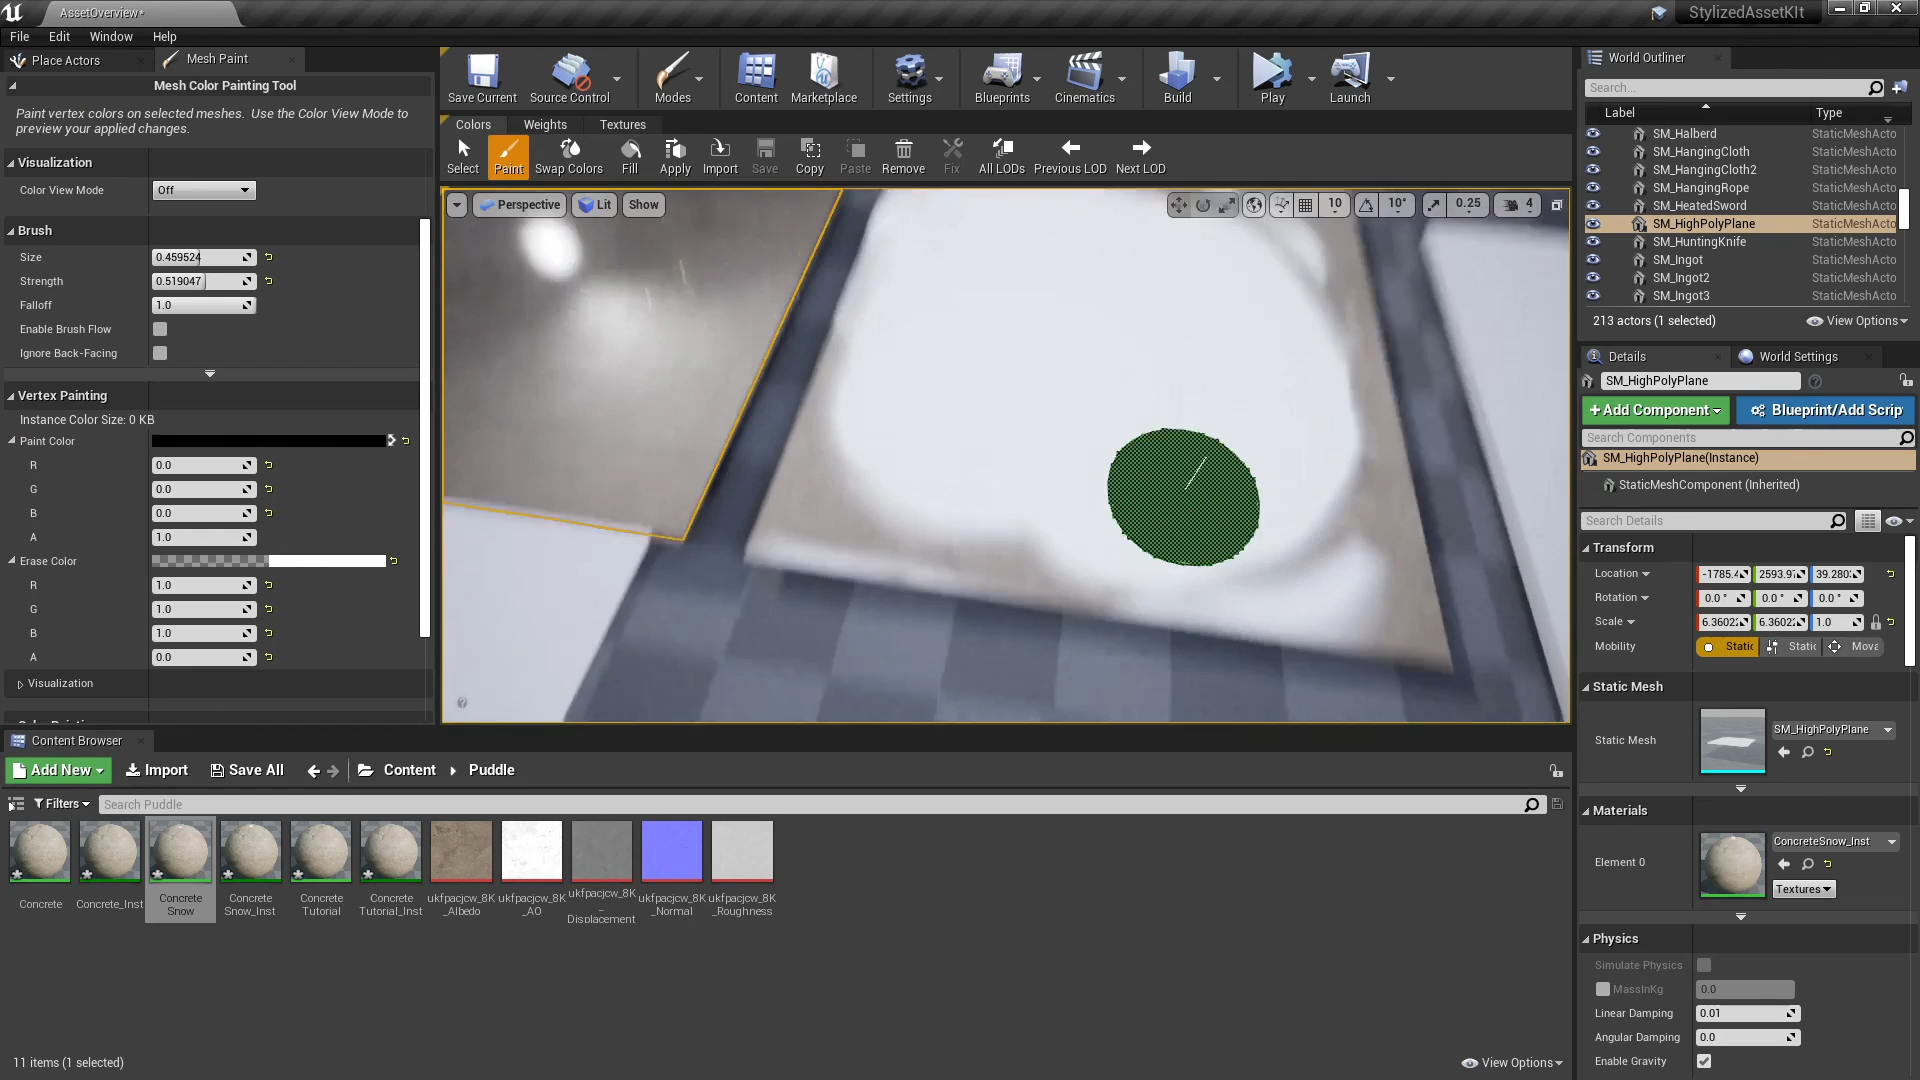 AssetOverview*
StylizedAssetKIt
File Edit Window Help
Place Actors
Mesh Paint
Mesh Color Painting Tool
Paint vertex colors on selected meshes. Use the Color View Mode to
preview your applied changes.
Visualization
Color View Mode
Off
Brush
Size
0.459524
Strength
0.519047
Falloff
1.0
Enable Brush Flow
Ignore Back-Facing
Vertex Painting
Instance Color Size: 0 KB
Paint Color
R
0.0
G
0.0
B
0.0
A
1.0
Erase Color
R
1.0
G
1.0
B
1.0
A
0.0
Visualization
Save Current
Source Control
Modes
Content
Marketplace
Settings
Blueprints
Cinematics
Build
Play
Launch
Colors
Weights
Textures
Select
Paint
Swap Colors
Fill
Apply
Import
Save
Copy
Paste
Remove
Fix
All LODs
Previous LOD
Next LOD
Perspective
Lit
Show
10
10°
0.25
4
World Outliner
Search...
Label
Type
SM_Halberd StaticMeshActo
SM_HangingCloth StaticMeshActo
SM_HangingCloth2 StaticMeshActo
SM_HangingRope StaticMeshActo
SM_HeatedSword StaticMeshActo
SM_HighPolyPlane StaticMeshActo
SM_HuntingKnife StaticMeshActo
SM_Ingot StaticMeshActo
SM_Ingot2 StaticMeshActo
SM_Ingot3 StaticMeshActo
213 actors (1 selected)
View Options
Details
World Settings
SM_HighPolyPlane
+Add Component
Blueprint/Add Scrip
Search Components
SM_HighPolyPlane(Instance)
StaticMeshComponent (Inherited)
Search Details
Transform
Location
-1785.4
2593.97
39.280
Rotation
0.0 °
0.0 °
0.0 °
Scale
6.3602
6.3602
1.0
Mobility
Static
Static
Mova
Static Mesh
Static Mesh
SM_HighPolyPlane
Materials
Element 0
ConcreteSnow_Inst
Textures
Physics
Simulate Physics
MassInKg
0.0
Linear Damping
0.01
Angular Damping
0.0
Enable Gravity
Content Browser
Add New
Import
Save All
Content
Puddle
Filters
Search Puddle
Concrete
Concrete_Inst
Concrete
Snow
Concrete
Snow_Inst
Concrete
Tutorial
Concrete
Tutorial_Inst
ukfpacjcw_8K
_Albedo
ukfpacjcw_8K
_AO
ukfpacjcw_8K
_
Displacement
ukfpacjcw_8K
_Normal
ukfpacjcw_8K
_Roughness
11 items (1 selected)
View Options